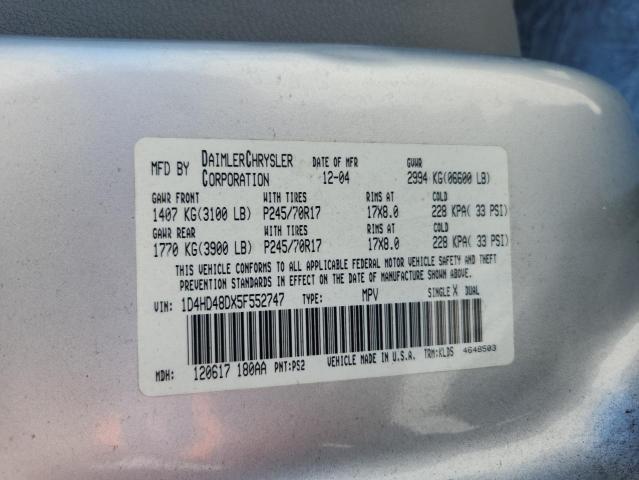 MFD BY DAIMLERCHRYSLER CORPORATION DATE OF MFR 12-04 GVWR 2994 KG(06600 LB)
GAWR FRONT WITH TIRES RIMS AT COLD
1407 KG(3100 LB) P245/70R17 17X8.0 228 KPA( 33 PSI)
GAWR REAR WITH TIRES RIMS AT COLD
1770 KG(3900 LB) P245/70R17 17X8.0 228 KPA( 33 PSI)
THIS VEHICLE CONFORMS TO ALL APPLICABLE FEDERAL MOTOR VEHICLE SAFETY AND THEFT
PREVENTION STANDARDS IN EFFECT ON THE DATE OF MANUFACTURE SHOWN ABOVE.
VIN: 1D4HD48DX5F552747 TYPE: MPV SINGLE X DUAL
MDH: 120617 180AA PNT:PS2 VEHICLE MADE IN U.S.A. TRM:KLDS 4648503